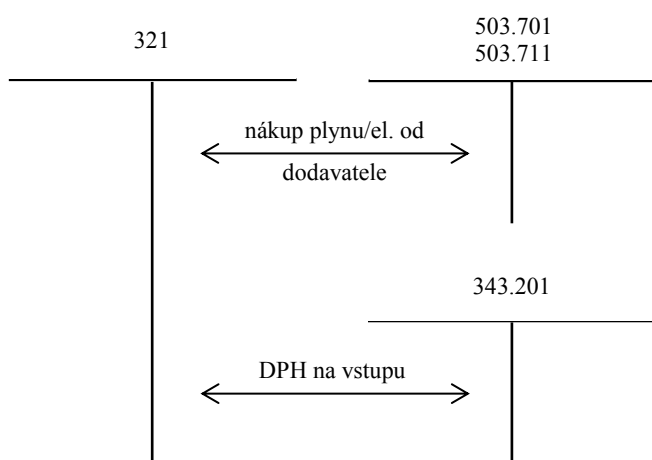 321
503.701
503.711
nákup plynu/el. od
dodavatele
343.201
DPH na vstupu